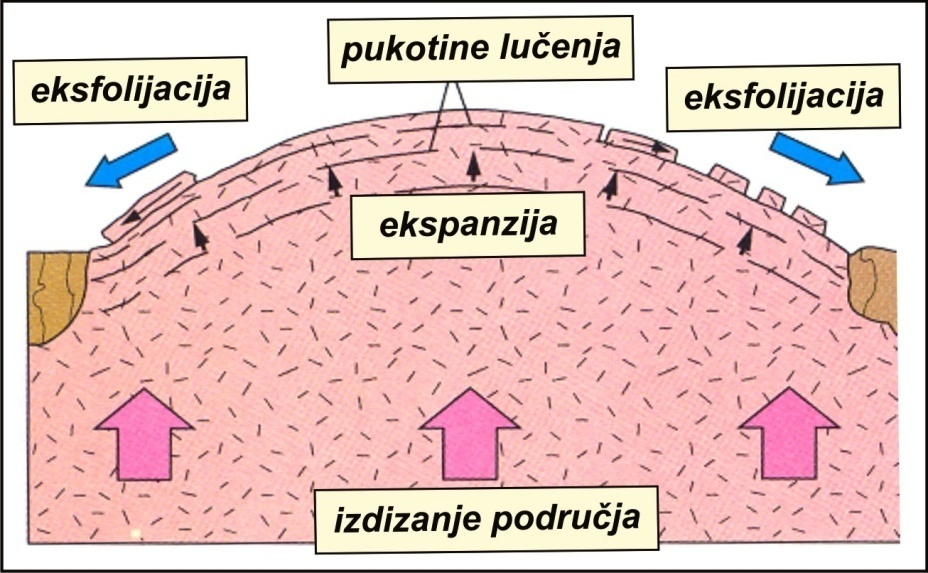 pukotine lučenja
eksfolijacija
eksfolijacija
ekspanzija
izdizanje područja